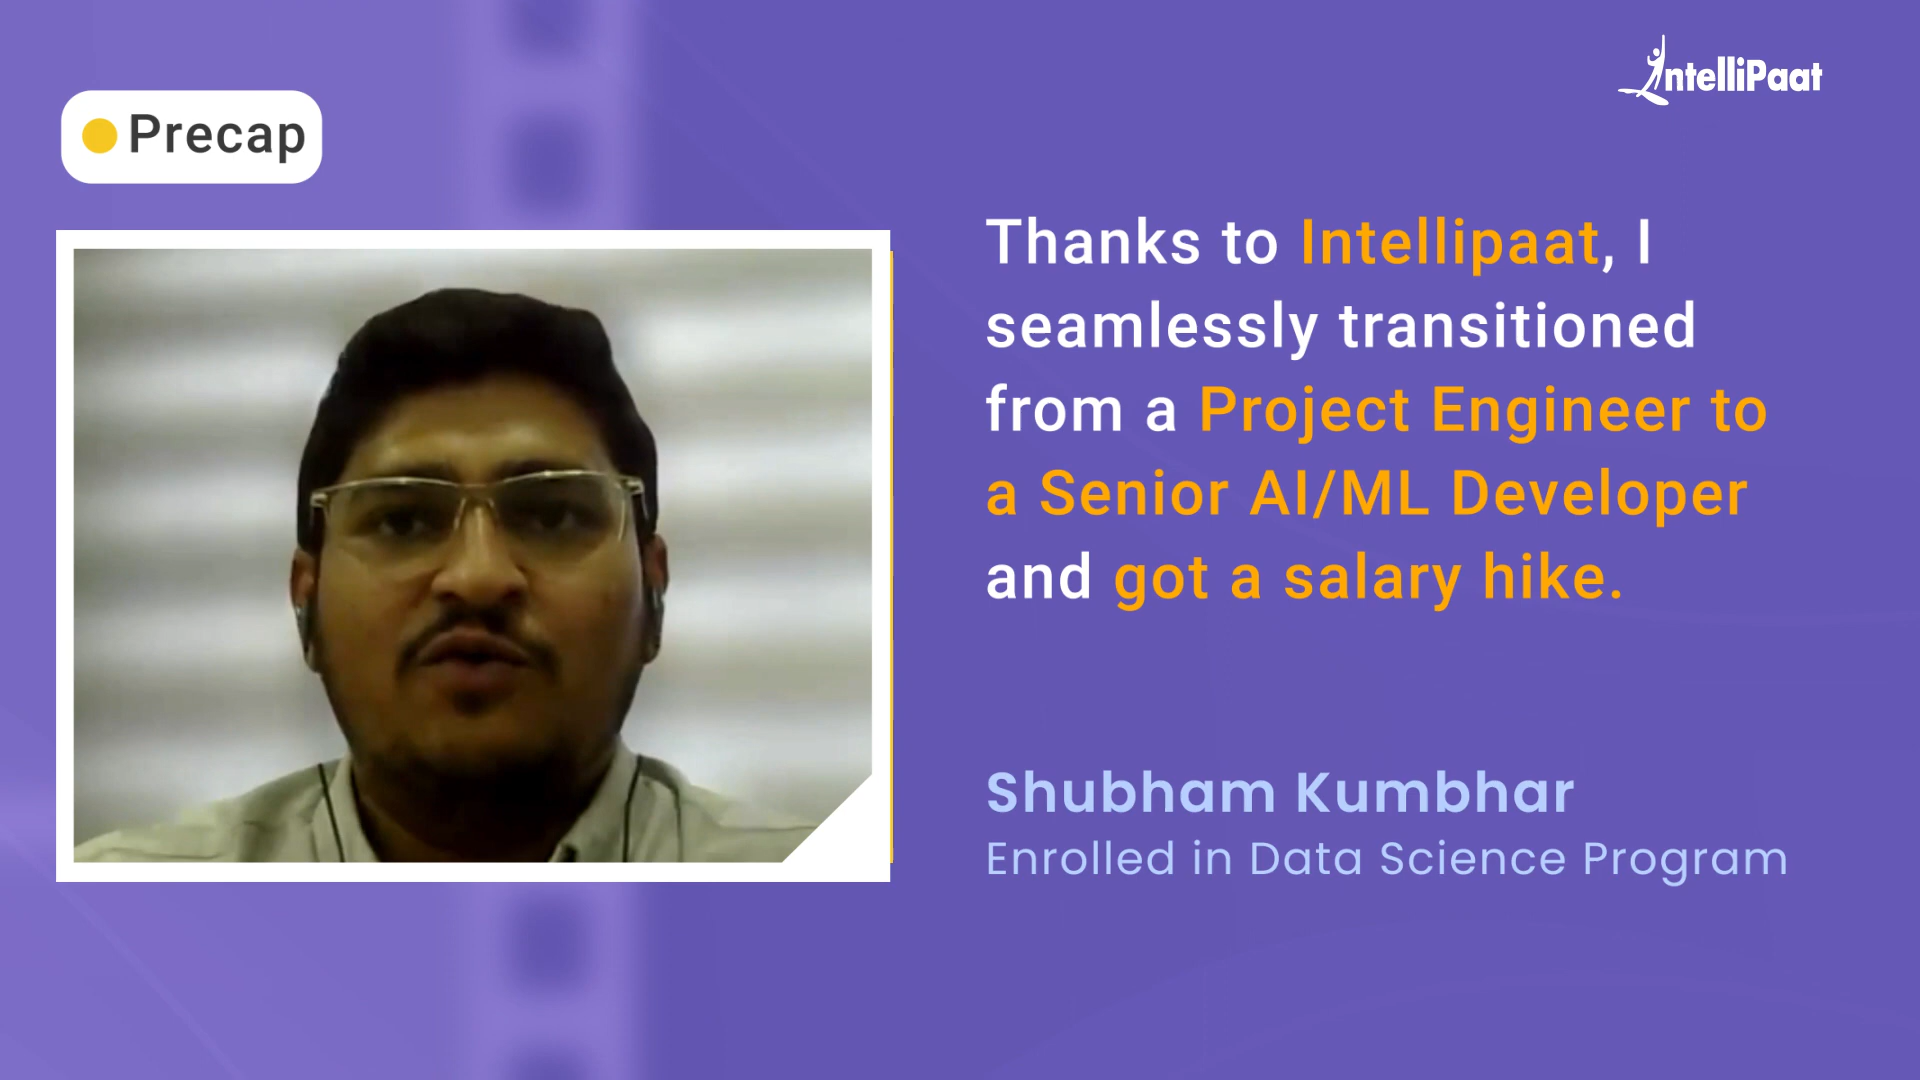 IntelliPaat
Precap
Thanks to Intellipaat, I
seamlessly transitioned
from a Project Engineer to
a Senior AI/ML Developer
and got a salary hike.
Shubham Kumbhar
Enrolled in Data Science Program